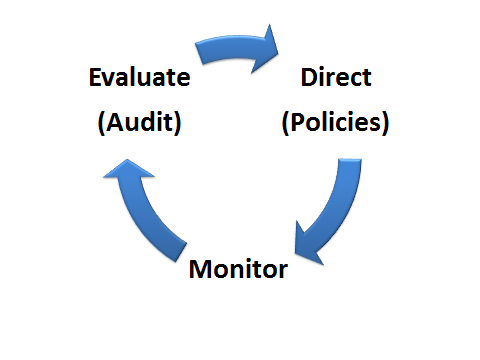 Evaluate
(Audit)
Direct
(Policies)
Monitor